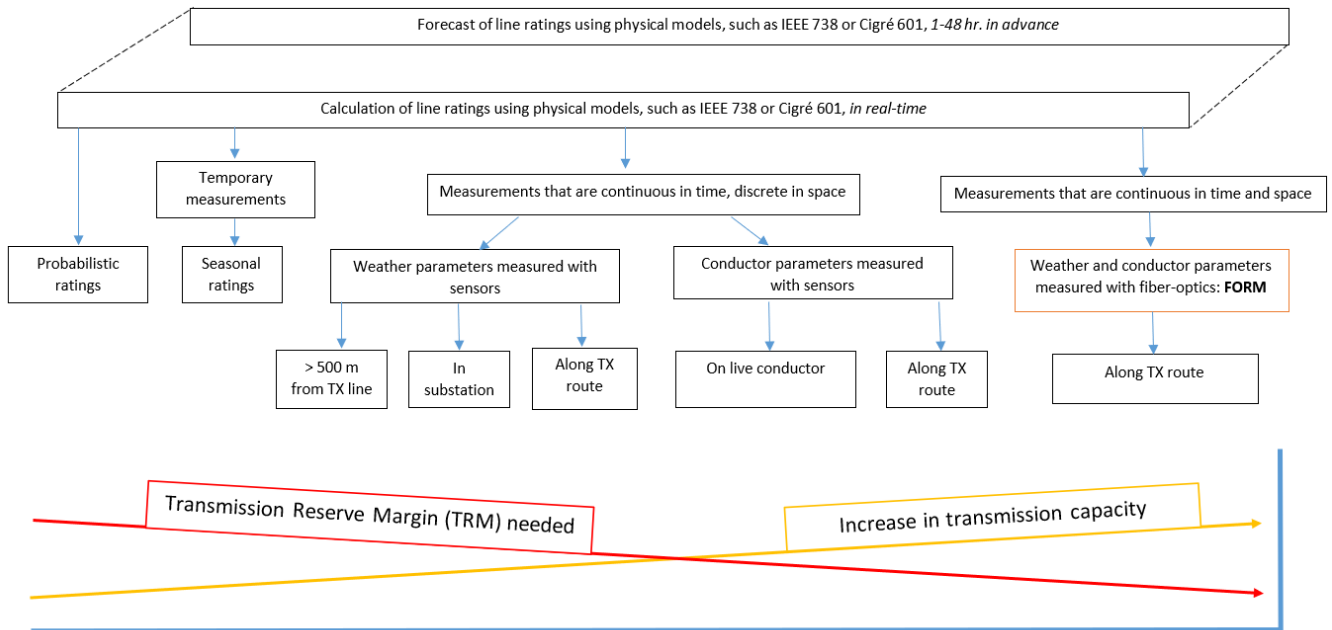 Forecast of line ratings using physical models, such as IEEE 738 or Cigré 601, 1-48 hr. in advance
Calculation of line ratings using physical models, such as IEEE 738 or Cigré 601, in real-time
Temporary
measurements
Measurements that are continuous in time, discrete in space
Measurements that are continuous in time and space
Probabilistic
ratings
Seasonal
ratings
Weather parameters measured with
sensors
Conductor parameters measured
with sensors
Weather and conductor parameters
measured with fiber-optics: FORM
> 500 m
from TX line
In
substation
Along TX
route
On live conductor
Along TX
route
Along TX route
Transmission Reserve Margin (TRM) needed
Increase in transmission capacity